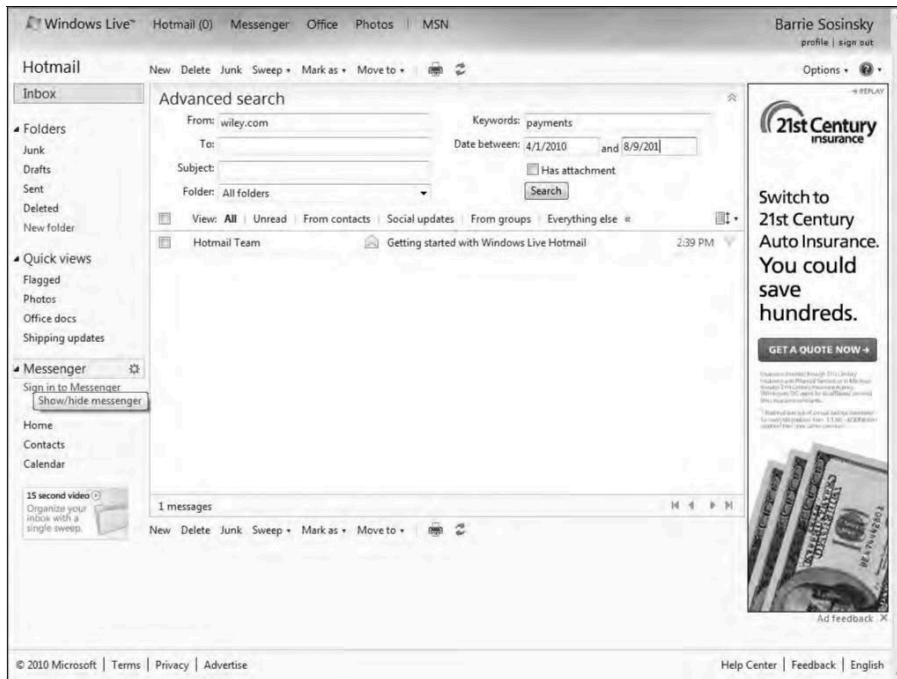 Windows Live™ Hotmail (0) Messenger Office Photos | MSN
Barrie Sosinsky
profile | sign out
Hotmail
New Delete Junk Sweep Mark as Move to
Options
Inbox
Folders
Junk
Drafts
Sent
Deleted
New folder
Quick views
Flagged
Photos
Office docs
Shipping updates
Messenger
Sign in to Messenger
Show/hide messenger
Home
Contacts
Calendar
15 second video
Organize your
inbox with a
single sweep.
Advanced search
From: wiley.com
Keywords: payments
To:
Date between: 4/1/2010 and 8/9/201
Subject:
Has attachment
Folder: All folders
Search
View: All Unread From contacts Social updates From groups Everything else
Hotmail Team Getting started with Windows Live Hotmail 2:39 PM
1 messages
New Delete Junk Sweep Mark as Move to
REPLAY
21st Century
insurance
Switch to
21st Century
Auto Insurance.
You could
save
hundreds.
GET A QUOTE NOW
Ad feedback X
© 2010 Microsoft | Terms | Privacy | Advertise
Help Center | Feedback | English